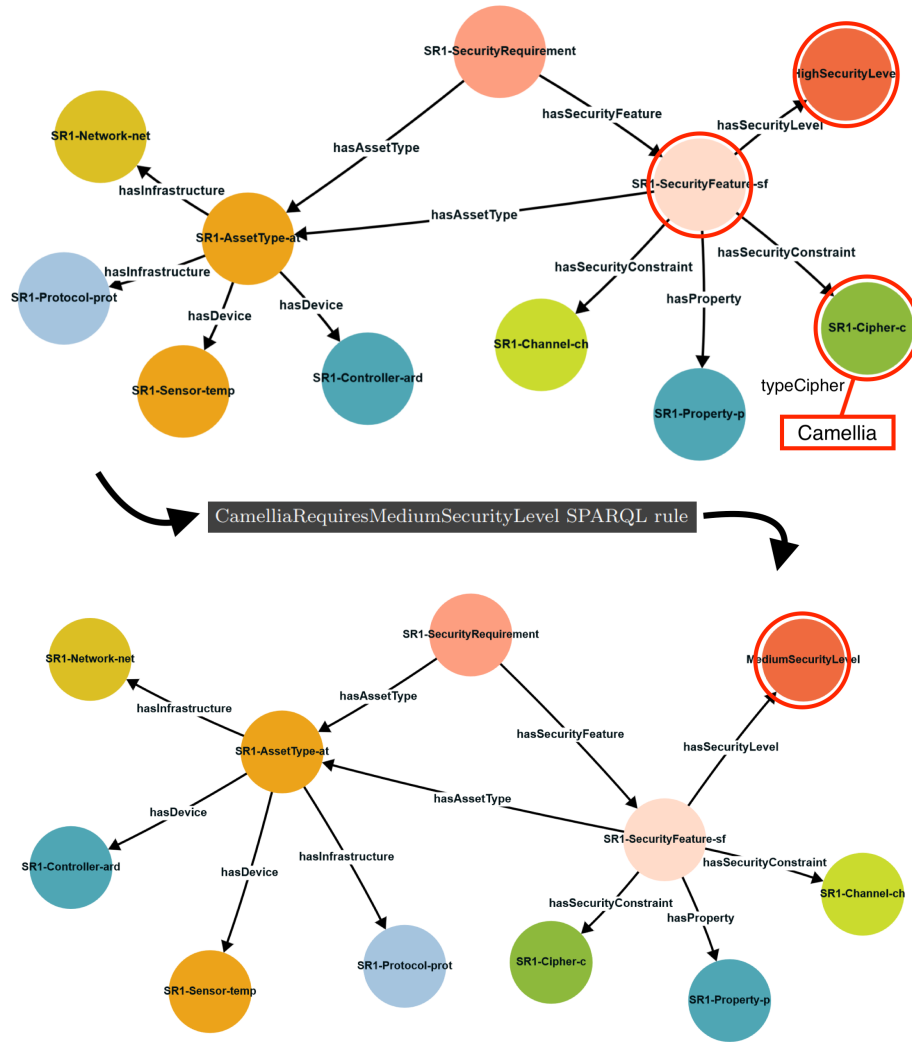 SR1-SecurityRequirement
HighSecurityLeve
hasSecurityFeature
hasSecurityLevel
SR1-Network-net
hasAssetType
SR1-SecurityFeature-sf
hasInfrastructure
hasAssetType
SR1-AssetType-at
hasSecurityConstraint
hasSecurityConstraint
hasInfrastructure
SR1-Protocol-prot
hasProperty
hasDevice
hasDevice
SR1-Cipher-c
SR1-Channel-ch
SR1-Controller-ard
SR1-Sensor-temp
typeCipher
SR1-Property-p
Camellia
CamelliaRequiresMediumSecurityLevel SPARQL rule
SR1-SecurityRequirement
SR1-Network-net
MediumSecurityLevel
hasAssetType
hasInfrastructure
hasSecurityFeature
hasSecurityLevel
SR1-AssetType-at
hasAssetType
hasDevice
SR1-SecurityFeature-sf
hasInfrastructure
hasSecurityConstraint
SR1-Controller-ard
hasDevice
SR1-Channel-ch
hasSecurityConstraint
hasProperty
SR1-Cipher-c
SR1-Protocol-prot
SR1-Sensor-temp
SR1-Property-p